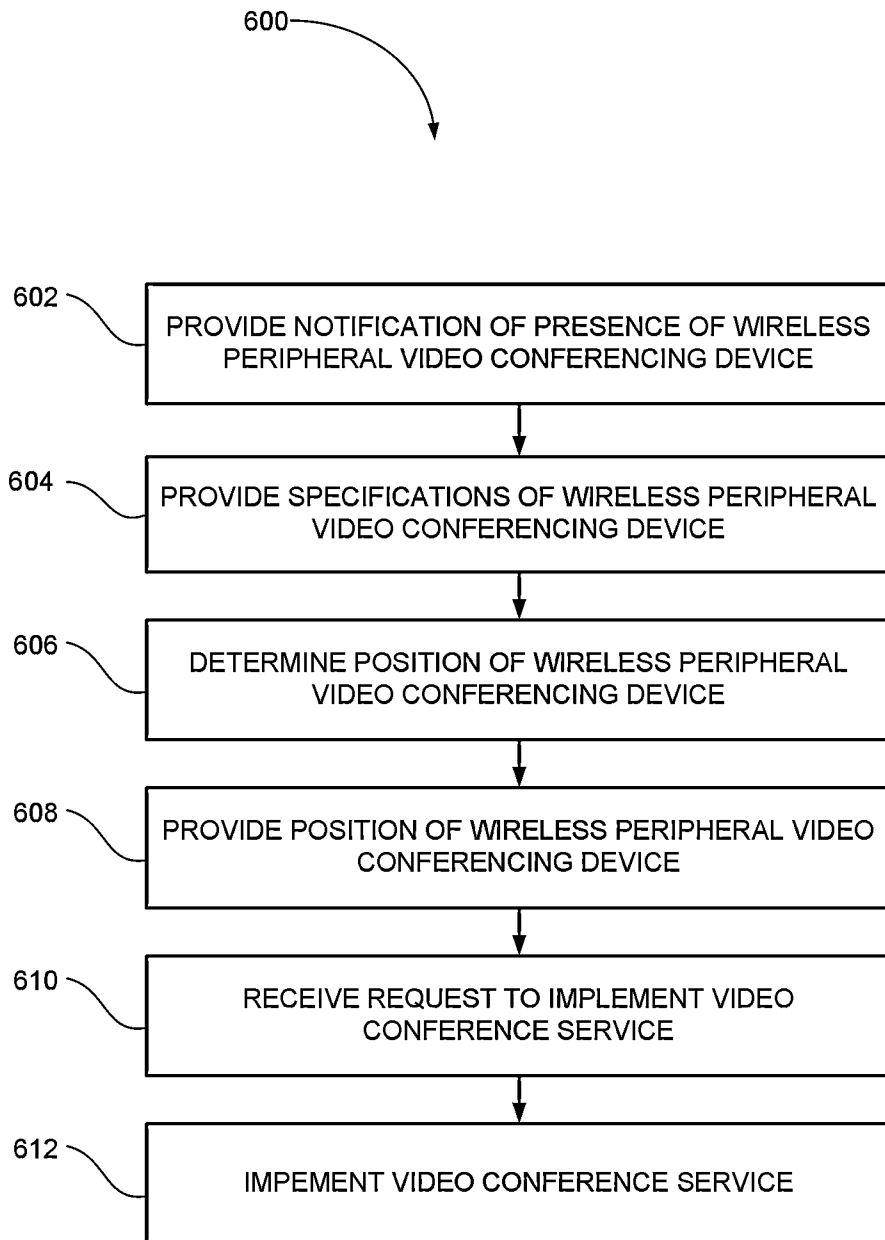 600
602
PROVIDE NOTIFICATION OF PRESENCE OF WIRELESS
PERIPHERAL VIDEO CONFERENCING DEVICE
604
PROVIDE SPECIFICATIONS OF WIRELESS PERIPHERAL
VIDEO CONFERENCING DEVICE
606
DETERMINE POSITION OF WIRELESS PERIPHERAL
VIDEO CONFERENCING DEVICE
608
PROVIDE POSITION OF WIRELESS PERIPHERAL VIDEO
CONFERENCING DEVICE
610
RECEIVE REQUEST TO IMPLEMENT VIDEO
CONFERENCE SERVICE
612
IMPEMENT VIDEO CONFERENCE SERVICE